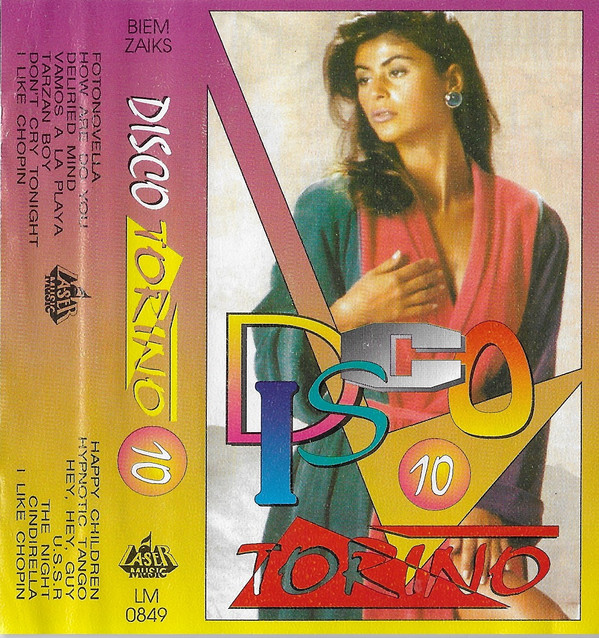 BIEM
ZAIKS
DISCO TORINO 10
FOTONOVELLA
HOW ARE DO YOU
DELIRIED MIND
VAMOS A LA PLAYA
TARZAN BOY
DON'T CRY TONIGHT
I LIKE CHOPIN
LASER
MUSIC
HAPPY CHILDREN
HYPNOTIC TANGO
HEY, HEY, GUY
U.S.S.R
THE NIGHT
CINDIRELLA
I LIKE CHOPIN
LASER
MUSIC
LM
0849
DISCO
10
TORINO